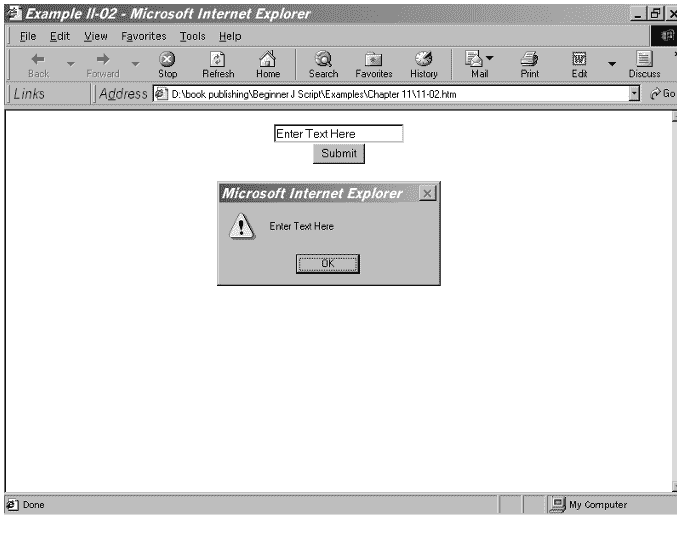 Example II-02 - Microsoft Internet Explorer
File Edit View Favorites Tools Help
Back Forward Stop Refresh Home Search Favorites History Mail Print Edit Discuss
Links Address D:\book publishing\Beginner J Script\Examples\Chapter 11\11-02.htm Go
Enter Text Here
Submit
Microsoft Internet Explorer
Enter Text Here
OK
Done My Computer